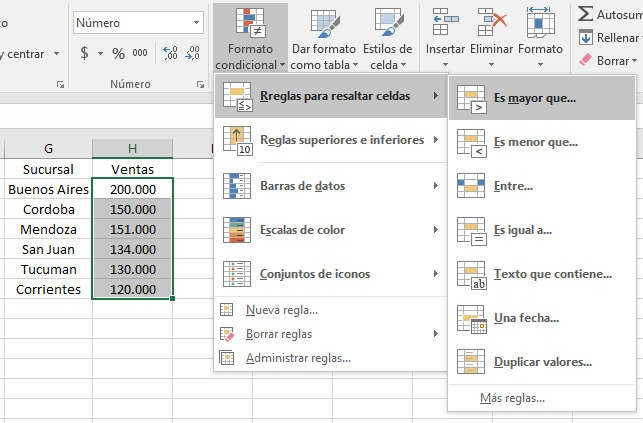 Número
Autosum
Rellenar
Borrar
y centrar
$ % 000
Formato condicional
Dar formato como tabla
Estilos de celda
Insertar
Eliminar
Formato
Número
Rreglas para resaltar celdas
Reglas superiores e inferiores
Barras de datos
Escalas de color
Conjuntos de iconos
Nueva regla...
Borrar reglas
Administrar reglas...
Es mayor que...
Es menor que...
Entre...
Es igual a...
Texto que contiene...
Una fecha...
Duplicar valores...
Más reglas...
G H
Sucursal Ventas
Buenos Aires 200.000
Cordoba 150.000
Mendoza 151.000
San Juan 134.000
Tucuman 130.000
Corrientes 120.000